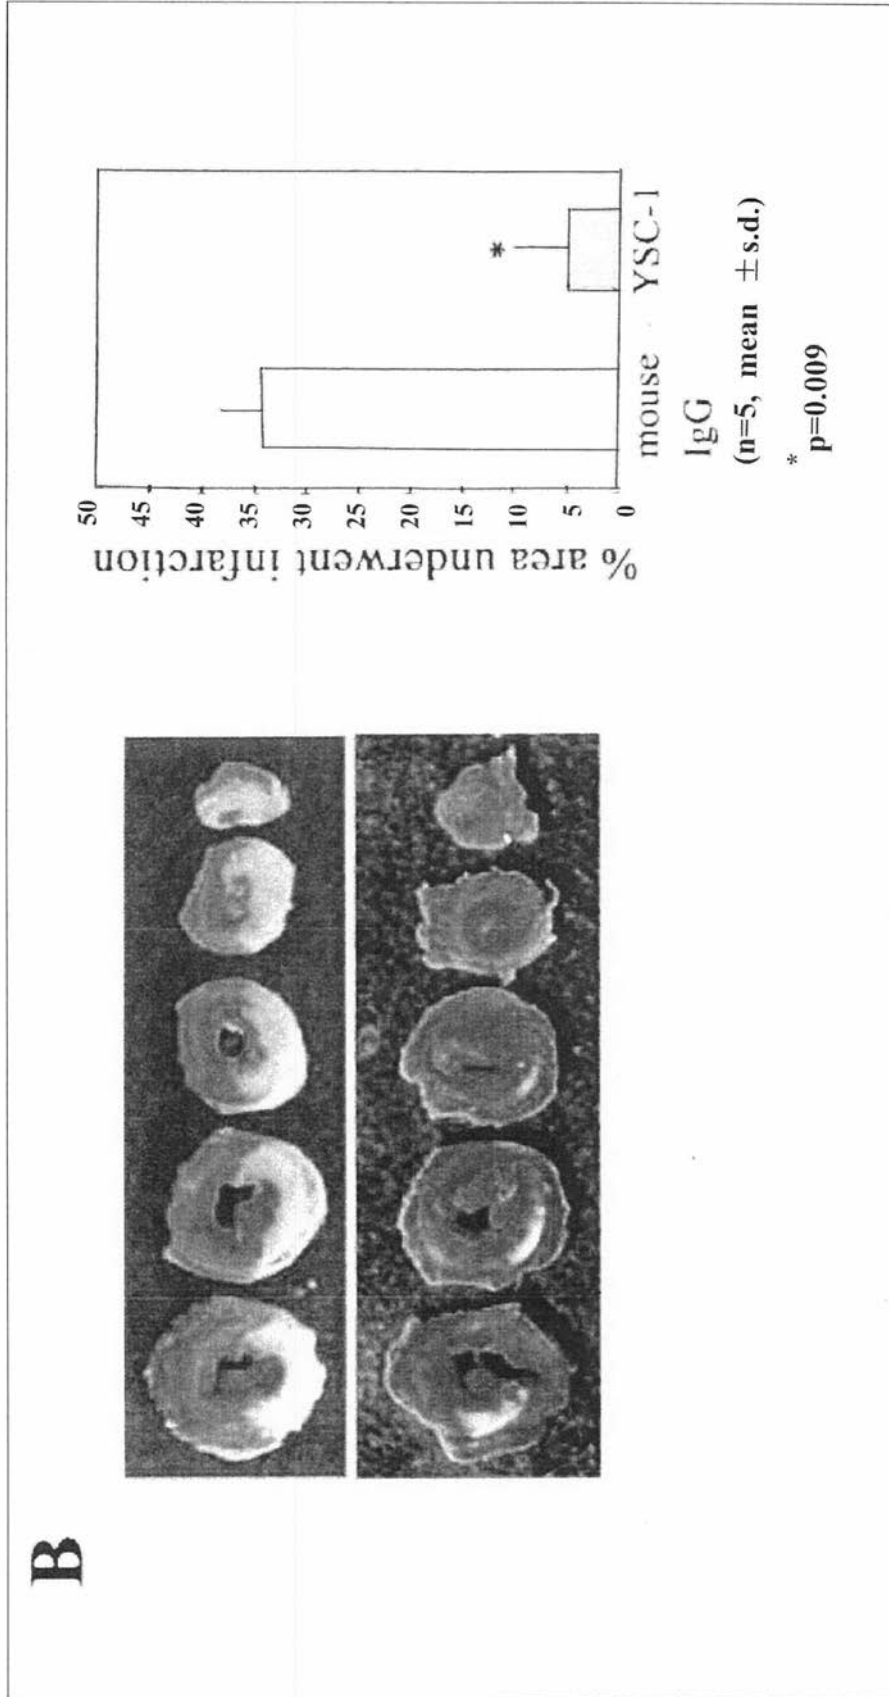 B
% area underwent infarction
50
45
40
35
30
25
20
15
10
5
0
*
mouse
IgG
YSC-1
(n=5, mean ±s.d.)
* p=0.009